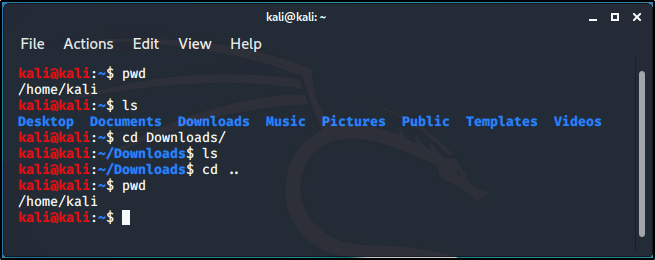 kali@kali: ~
File Actions Edit View Help
kali@kali:~$ pwd
/home/kali
kali@kali:~$ ls
Desktop Documents Downloads Music Pictures Public Templates Videos
kali@kali:~$ cd Downloads/
kali@kali:~/Downloads$ ls
kali@kali:~/Downloads$ cd ..
kali@kali:~$ pwd
/home/kali
kali@kali:~$